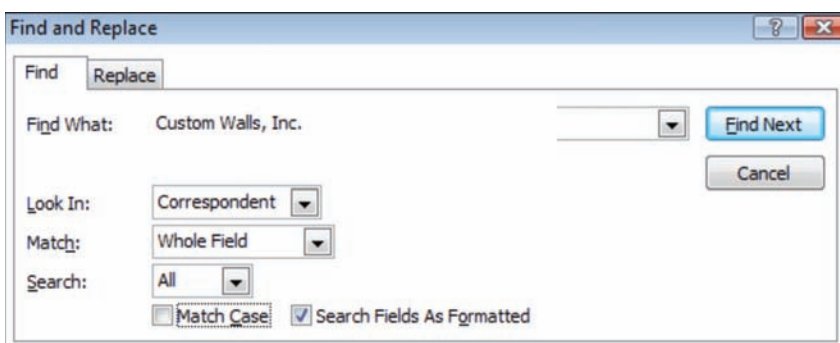 Find and Replace
Find Replace
Find What: Custom Walls, Inc. Find Next
Cancel
Look In: Correspondent
Match: Whole Field
Search: All
Match Case Search Fields As Formatted